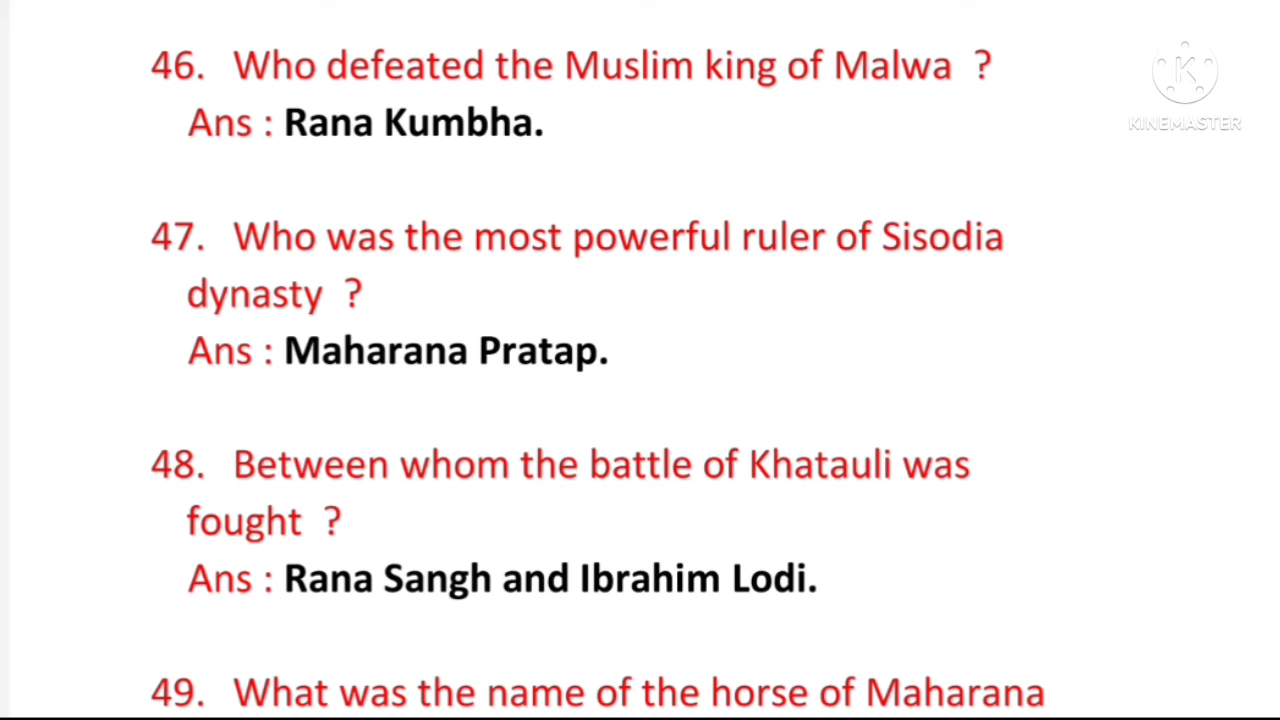 46. Who defeated the Muslim king of Malwa ?
Ans : Rana Kumbha.
47. Who was the most powerful ruler of Sisodia
dynasty ?
Ans : Maharana Pratap.
48. Between whom the battle of Khatauli was
fought ?
Ans : Rana Sangh and Ibrahim Lodi.
49. What was the name of the horse of Maharana
K
KINEMASTER